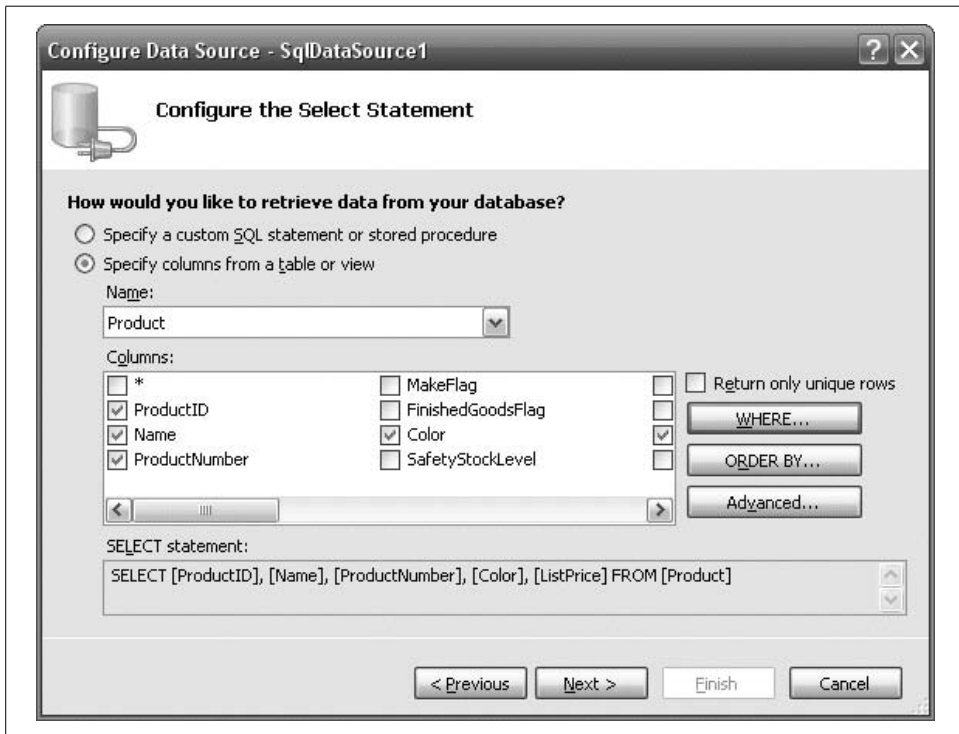 Configure Data Source - SqlDataSource1
Configure the Select Statement
How would you like to retrieve data from your database?
Specify a custom SQL statement or stored procedure
Specify columns from a table or view
Name:
Product
Columns:
* MakeFlag Return only unique rows
ProductID FinishedGoodsFlag WHERE...
Name Color
ProductNumber SafetyStockLevel ORDER BY...
Advanced...
SELECT statement:
SELECT [ProductID], [Name], [ProductNumber], [Color], [ListPrice] FROM [Product]
< Previous Next > Finish Cancel